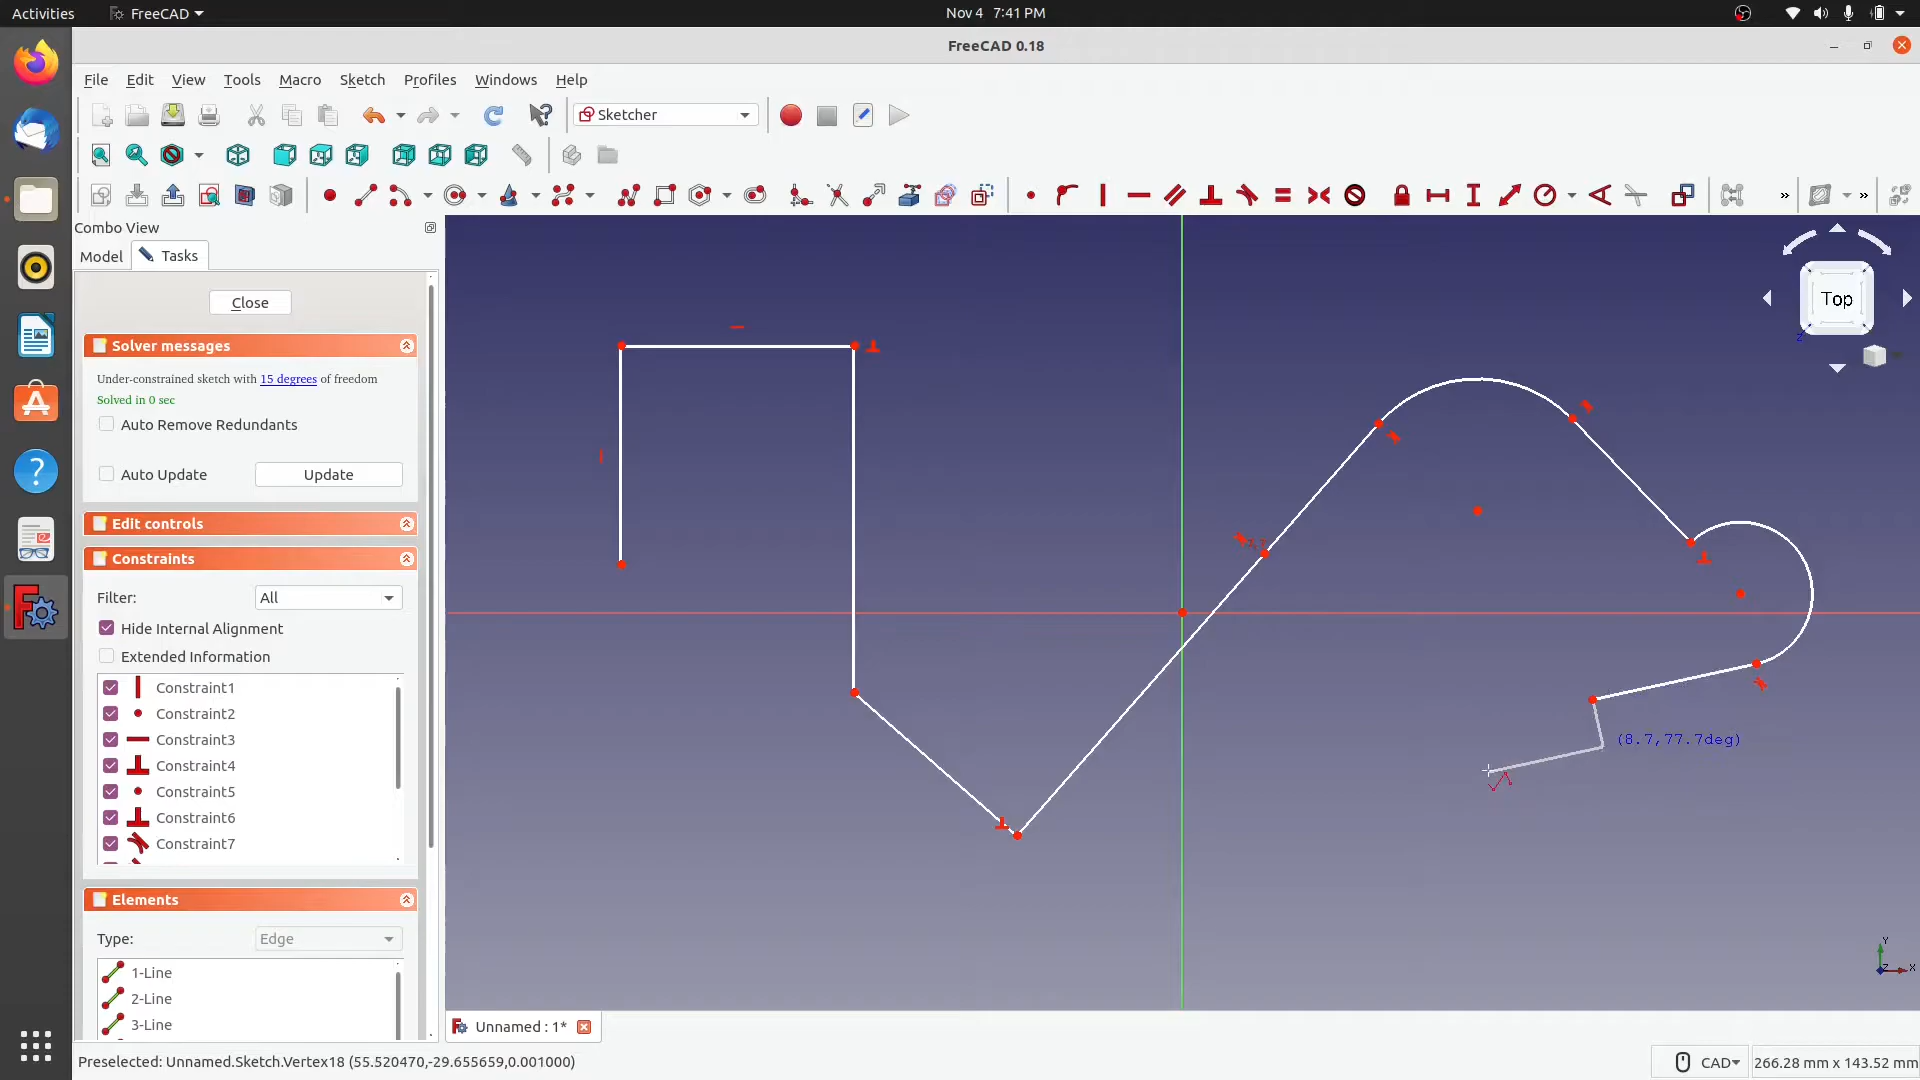 Activities
FreeCAD
Nov 4 7:41 PM
FreeCAD 0.18
File Edit View Tools Macro Sketch Profiles Windows Help
Sketcher
»
»
Combo View
Model
Tasks
Close
Solver messages
Under-constrained sketch with 15 degrees of freedom
Solved in 0 sec
Auto Remove Redundants
Auto Update
Update
Edit controls
Constraints
Filter:
All
Hide Internal Alignment
Extended Information
Constraint1
Constraint2
Constraint3
Constraint4
Constraint5
Constraint6
Constraint7
Elements
Type:
Edge
1-Line
2-Line
3-Line
Top
Z
(8.7,77.7deg)
Y
Z
X
Unnamed : 1*
Preselected: Unnamed.Sketch.Vertex18 (55.520470,-29.655659,0.001000)
CAD
266.28 mm x 143.52 mm